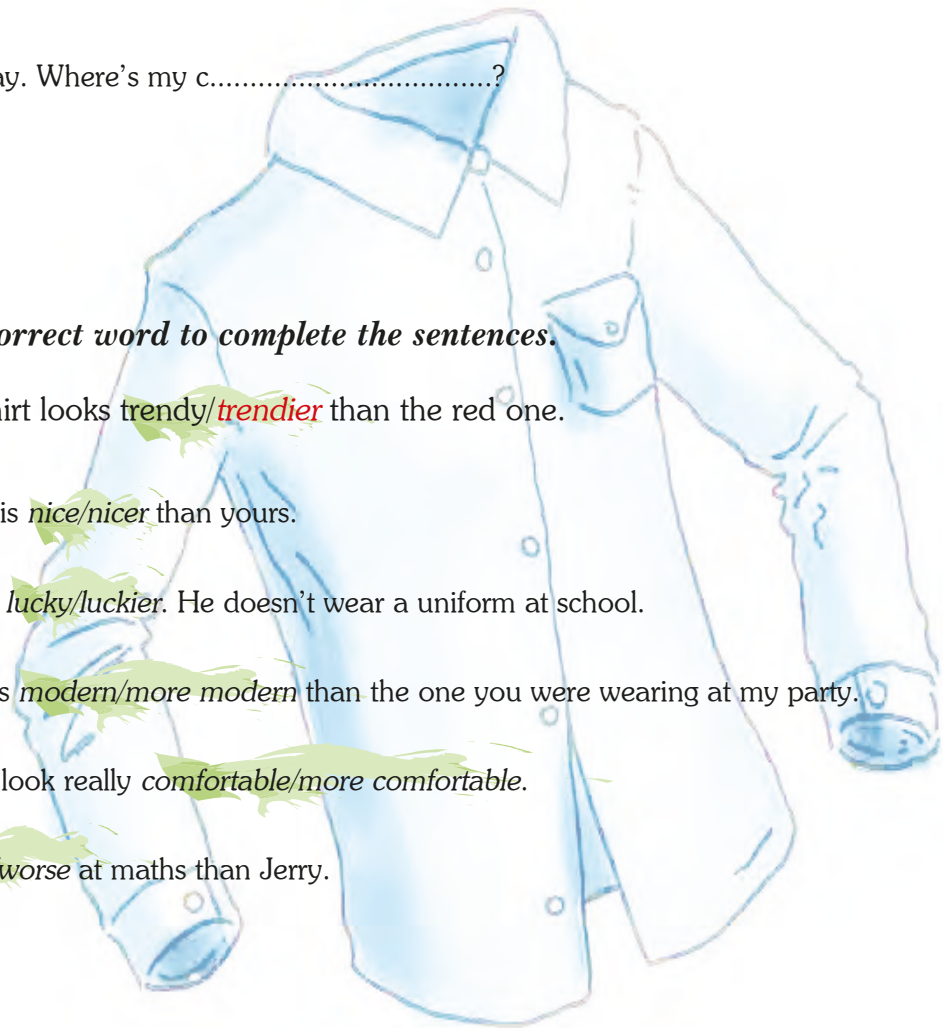 ay. Where's my c.................................?
orrect word to complete the sentences.
irt looks trendy/trendier than the red one.
is nice/nicer than yours.
lucky/luckier. He doesn't wear a uniform at school.
s modern/more modern than the one you were wearing at my party.
look really comfortable/more comfortable.
/worse at maths than Jerry.